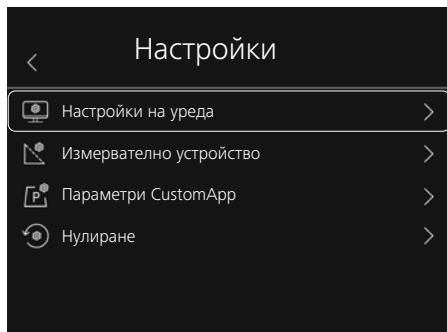 Настройки
Настройки на уреда
Измервателно устройство
Параметри CustomApp
Нулиране